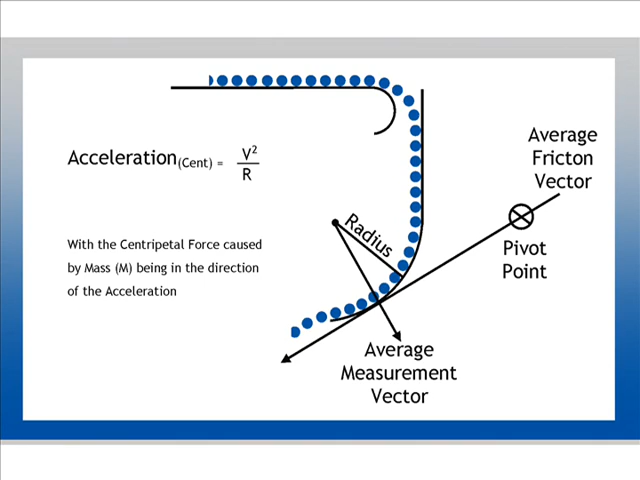 Acceleration(Cent) = V²
R
With the Centripetal Force caused
by Mass (M) being in the direction
of the Acceleration
Radius
Average
Fricton
Vector
Pivot
Point
Average
Measurement
Vector